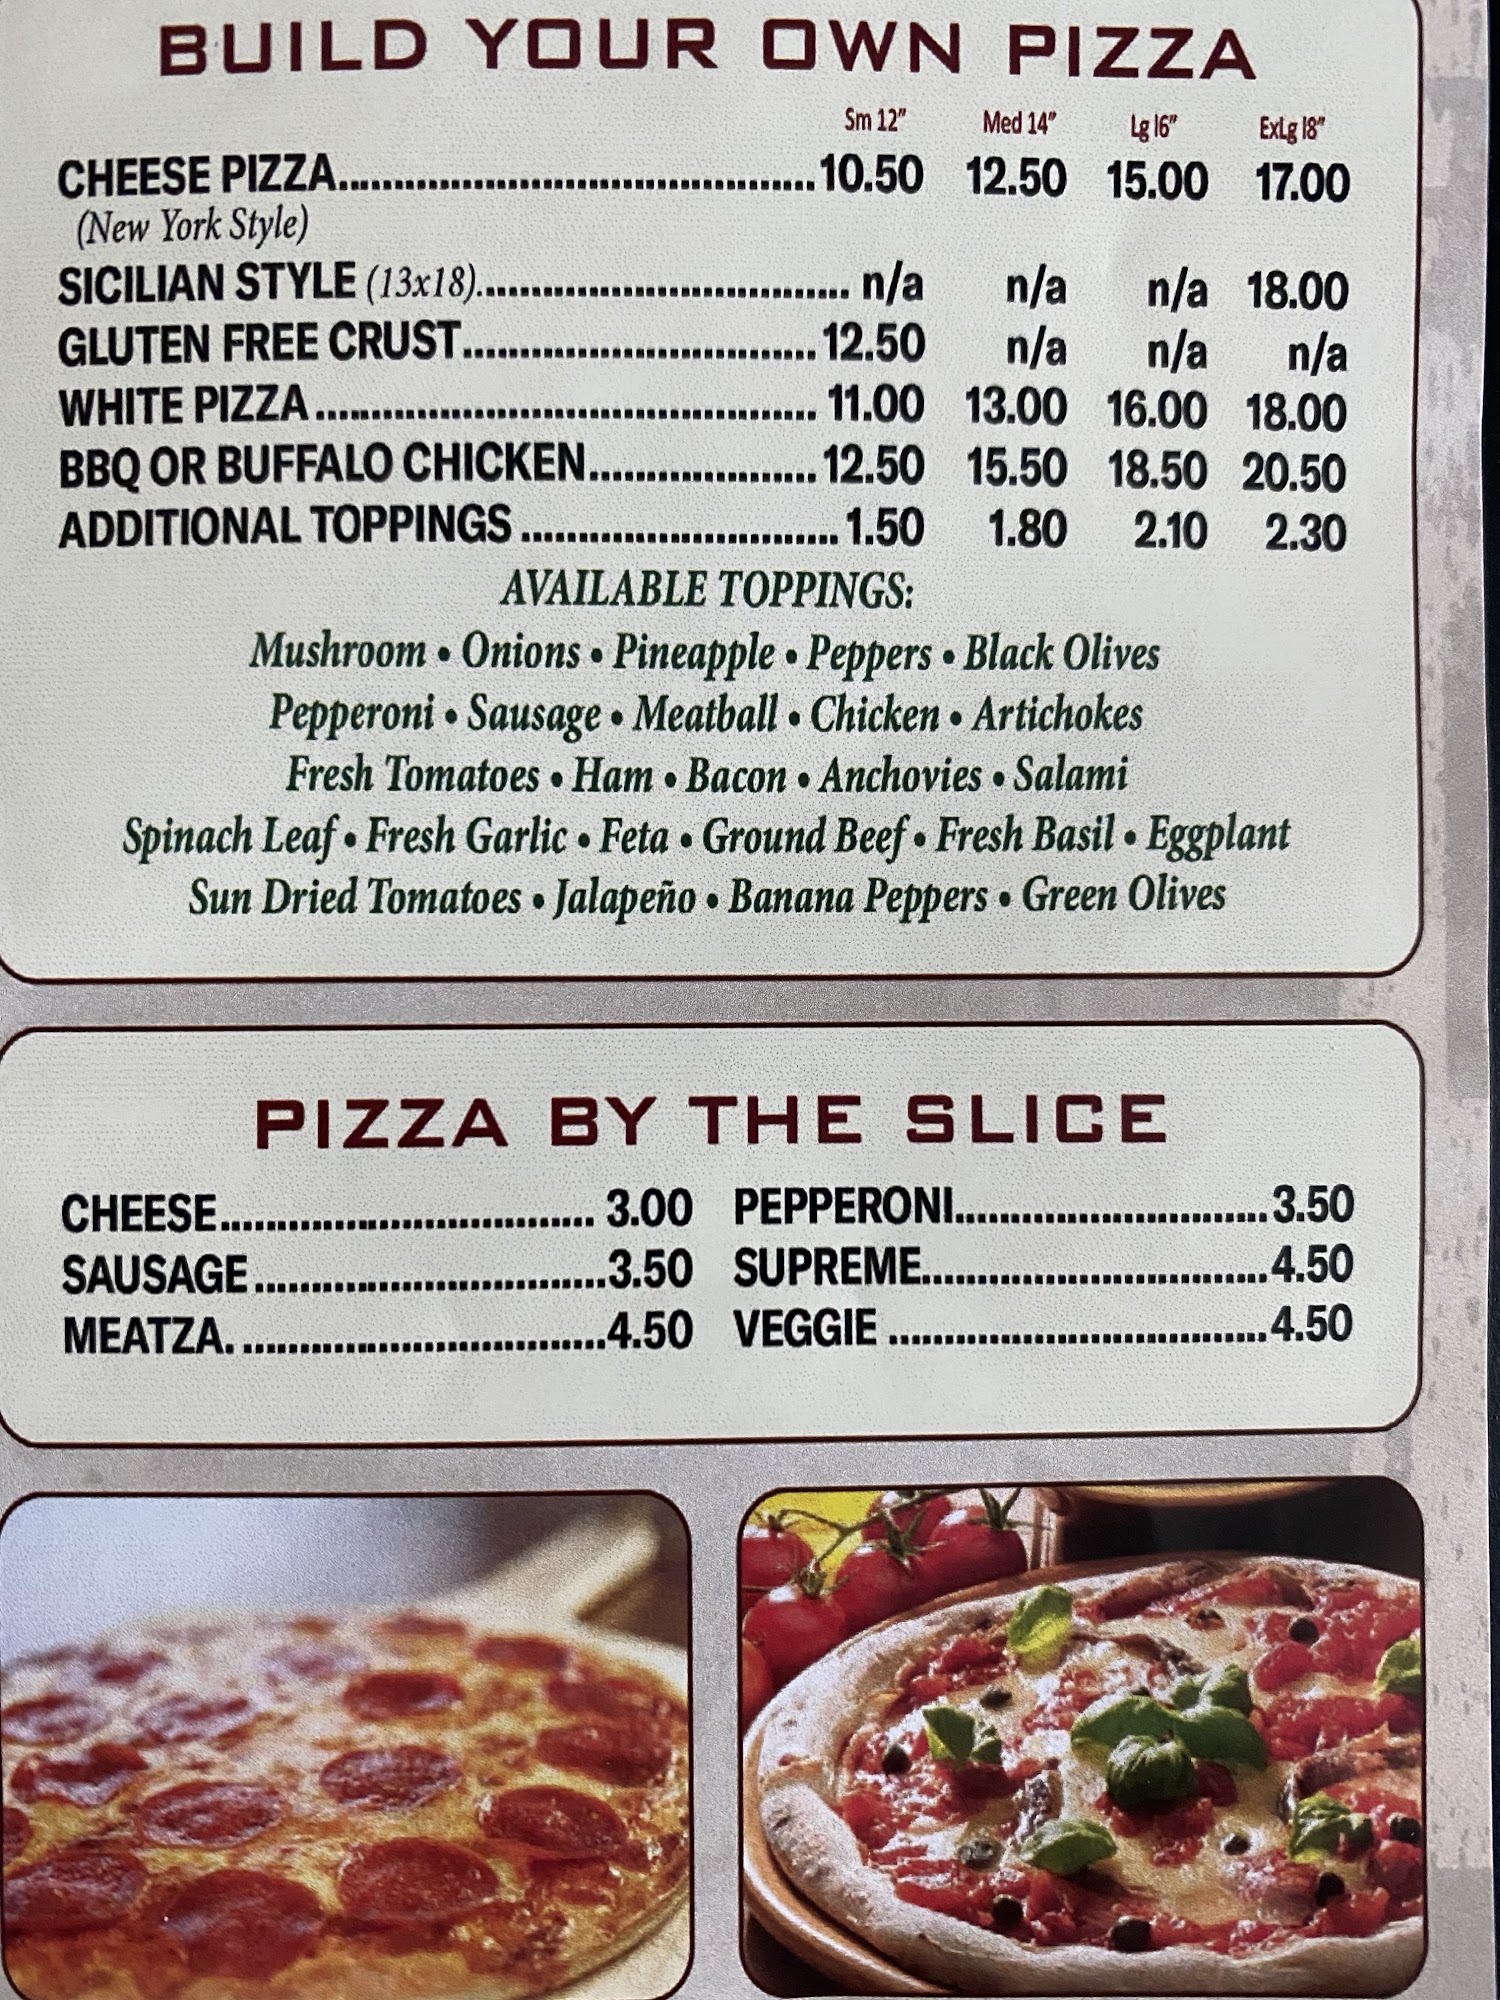 BUILD YOUR OWN PIZZA
Sm 12" Med 14" Lg 16" ExLg 18"
CHEESE PIZZA 10.50 12.50 15.00 17.00
(New York Style)
SICILIAN STYLE (13x18) n/a n/a n/a 18.00
GLUTEN FREE CRUST 12.50 n/a n/a n/a
WHITE PIZZA 11.00 13.00 16.00 18.00
BBQ OR BUFFALO CHICKEN 12.50 15.50 18.50 20.50
ADDITIONAL TOPPINGS 1.50 1.80 2.10 2.30
AVAILABLE TOPPINGS:
Mushroom • Onions • Pineapple • Peppers • Black Olives
Pepperoni • Sausage • Meatball • Chicken • Artichokes
Fresh Tomatoes • Ham • Bacon • Anchovies • Salami
Spinach Leaf • Fresh Garlic • Feta • Ground Beef • Fresh Basil • Eggplant
Sun Dried Tomatoes • Jalapeño • Banana Peppers • Green Olives
PIZZA BY THE SLICE
CHEESE 3.00 PEPPERONI 3.50
SAUSAGE 3.50 SUPREME 4.50
MEATZA. 4.50 VEGGIE 4.50